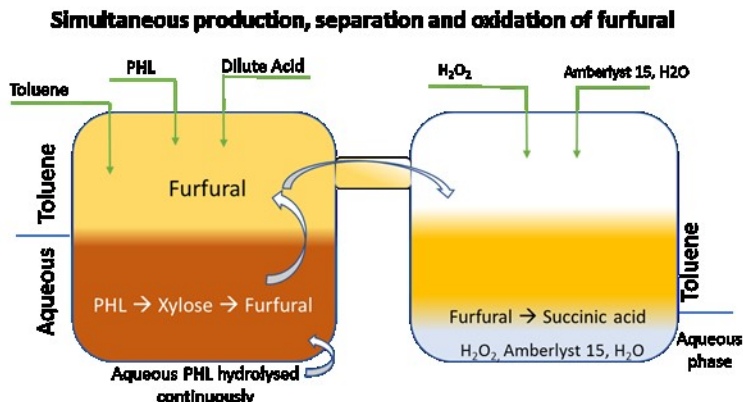 Simultaneous production, separation and oxidation of furfural
Toluene
PHL
Dilute Acid
H₂O₂
Amberlyst 15, H2O
Toluene
Aqueous
Furfural
PHL → Xylose → Furfural
Aqueous PHL hydrolysed
continuously
Furfural → Succinic acid
H₂O₂, Amberlyst 15, H₂O
Toluene
Aqueous
phase